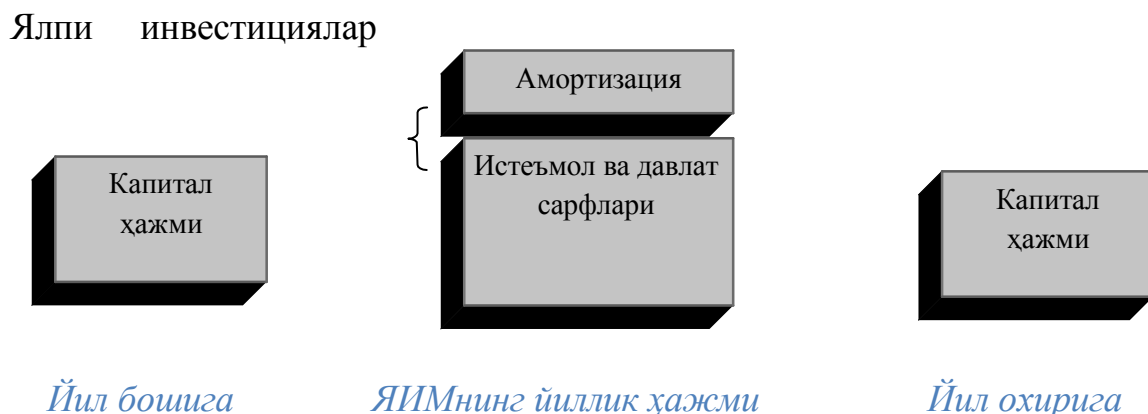 Ялпи инвестициялар
Амортизация
Истеъмол ва давлат
сарфлари
Капитал
ҳажми
Капитал
ҳажми
Йил бошига
ЯИМнинг йиллик ҳажми
Йил охирига